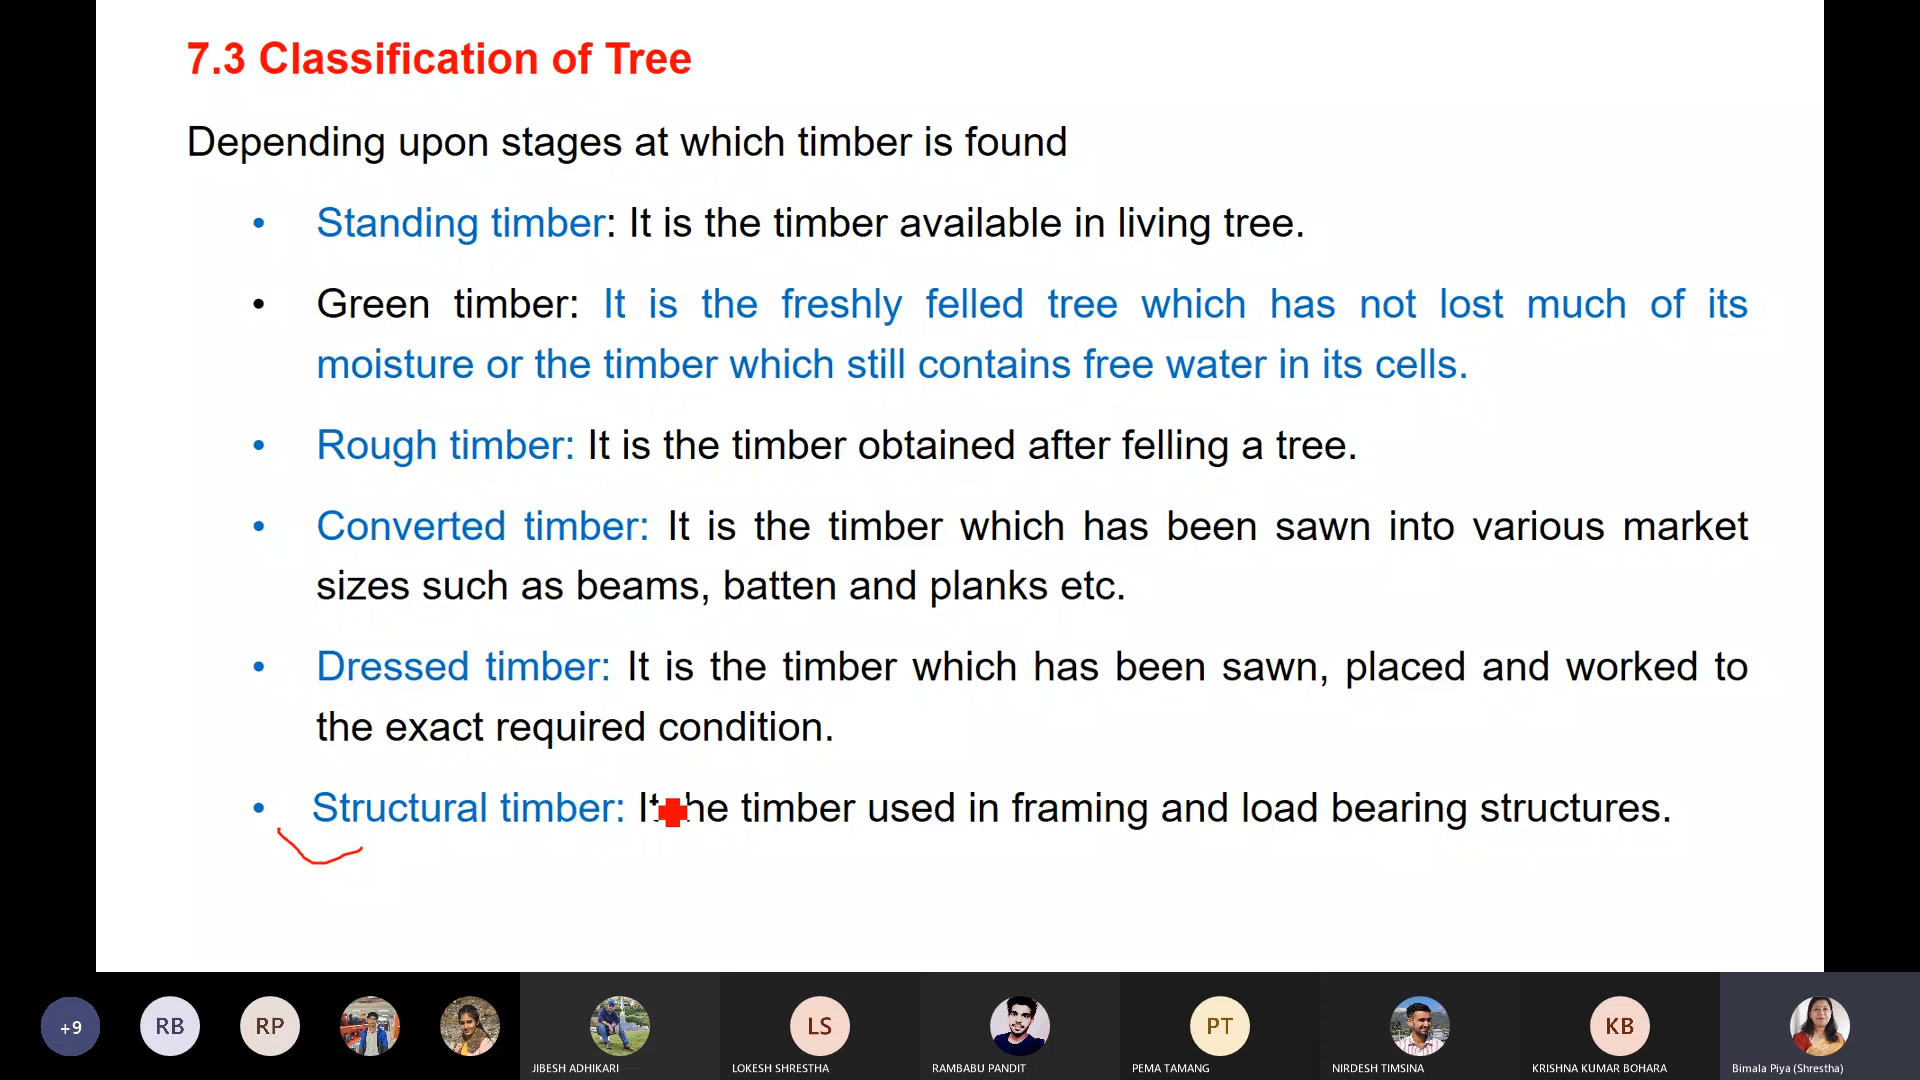 7.3 Classification of Tree
Depending upon stages at which timber is found
• Standing timber: It is the timber available in living tree.
• Green timber: It is the freshly felled tree which has not lost much of its
moisture or the timber which still contains free water in its cells.
• Rough timber: It is the timber obtained after felling a tree.
• Converted timber: It is the timber which has been sawn into various market
sizes such as beams, batten and planks etc.
• Dressed timber: It is the timber which has been sawn, placed and worked to
the exact required condition.
• Structural timber: It he timber used in framing and load bearing structures.
+9 RB RP LS PT KB
JIBESH ADHIKARI LOKESH SHRESTHA RAMBABU PANDIT PEMA TAMANG NIRDESH TIMSINA KRISHNA KUMAR BOHARA Bimala Piya (Shrestha)